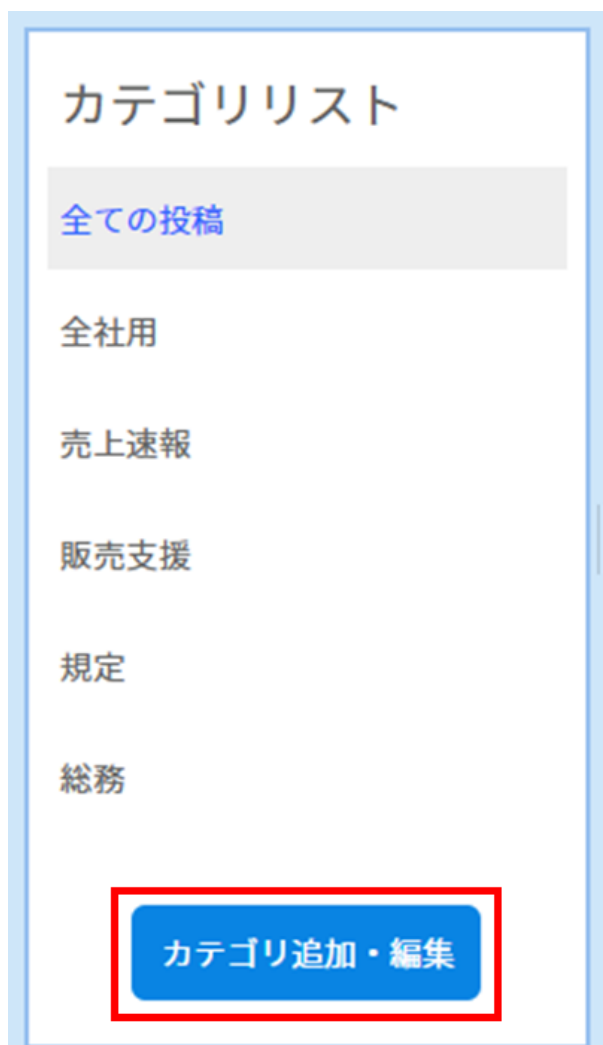 カテゴリリスト
全ての投稿
全社用
売上速報
販売支援
規定
総務
カテゴリ追加・編集